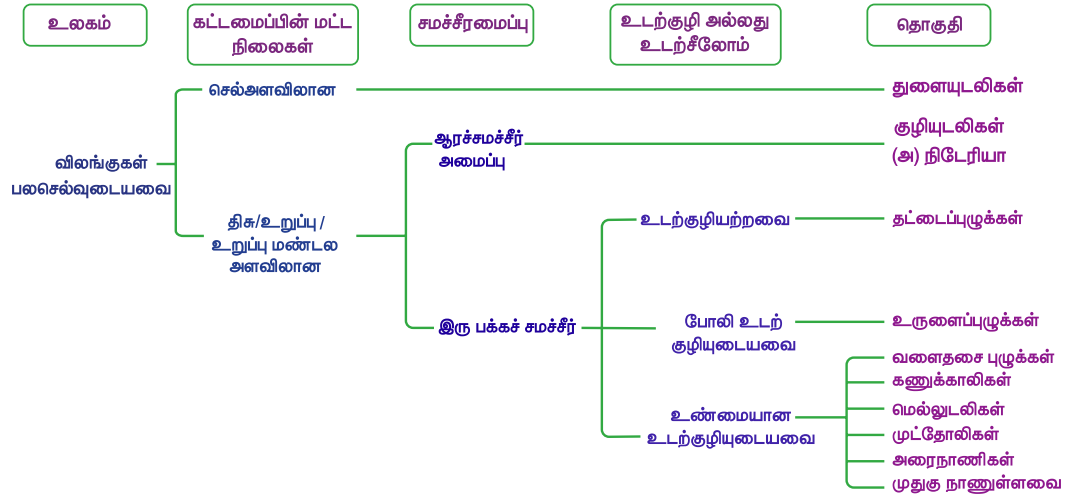 உலகம்
கட்டமைப்பின் மட்ட
நிலைகள்
சமச்சீரமைப்பு
உடற்குழி அல்லது
உடற்சீலோம்
தொகுதி
விலங்குகள்
பலசெல்வுடையவை
செல்அளவிலான
துளையுடலிகள்
திசு/உறுப்பு /
உறுப்பு மண்டல
அளவிலான
ஆரச்சமச்சீர்
அமைப்பு
குழியுடலிகள்
(அ) நிடேரியா
இரு பக்கச் சமச்சீர்
உடற்குழியற்றவை
தட்டைப்புழுக்கள்
போலி உடற்
குழியுடையவை
உருளைப்புழுக்கள்
உண்மையான
உடற்குழியுடையவை
வளைதசை புழுக்கள்
கணுக்காலிகள்
மெல்லுடலிகள்
முட்தோலிகள்
அரைநாணிகள்
முதுகு நாணுள்ளவை